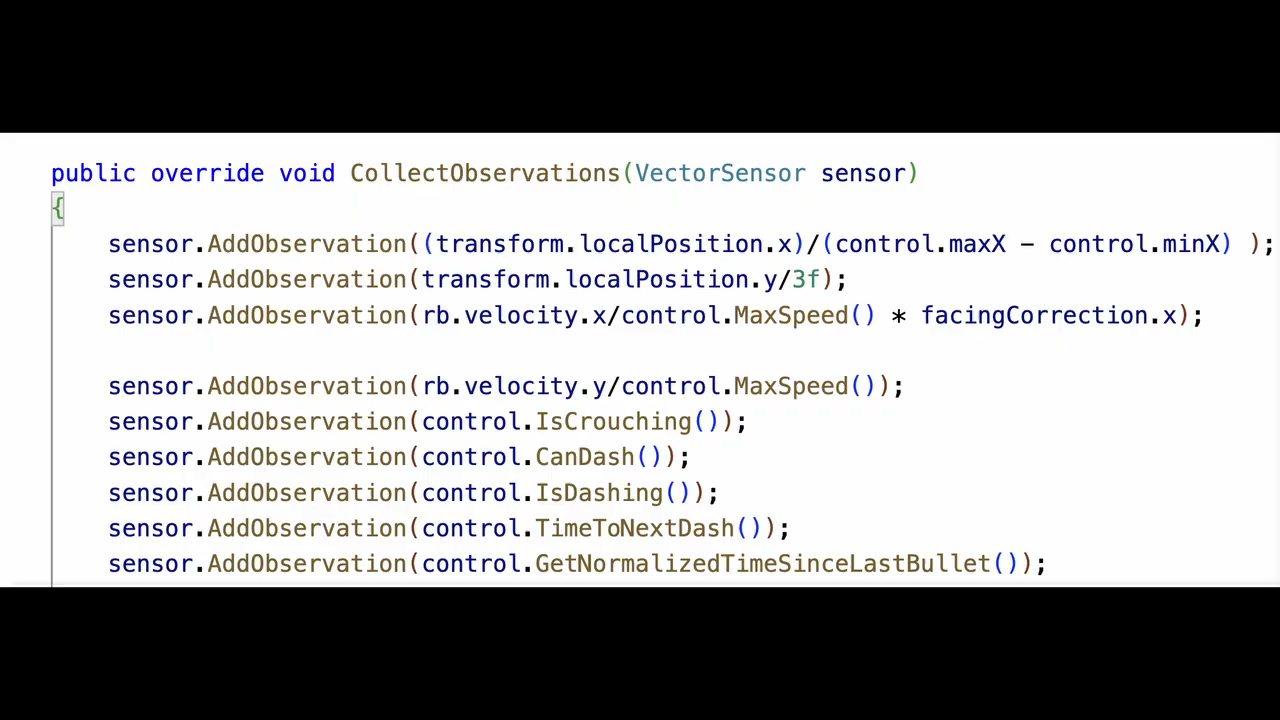 public override void CollectObservations(VectorSensor sensor)
{
sensor.AddObservation((transform.localPosition.x)/(control.maxX - control.minX) );
sensor.AddObservation(transform.localPosition.y/3f);
sensor.AddObservation(rb.velocity.x/control.MaxSpeed() * facingCorrection.x);
sensor.AddObservation(rb.velocity.y/control.MaxSpeed());
sensor.AddObservation(control.IsCrouching());
sensor.AddObservation(control.CanDash());
sensor.AddObservation(control.IsDashing());
sensor.AddObservation(control.TimeToNextDash());
sensor.AddObservation(control.GetNormalizedTimeSinceLastBullet());